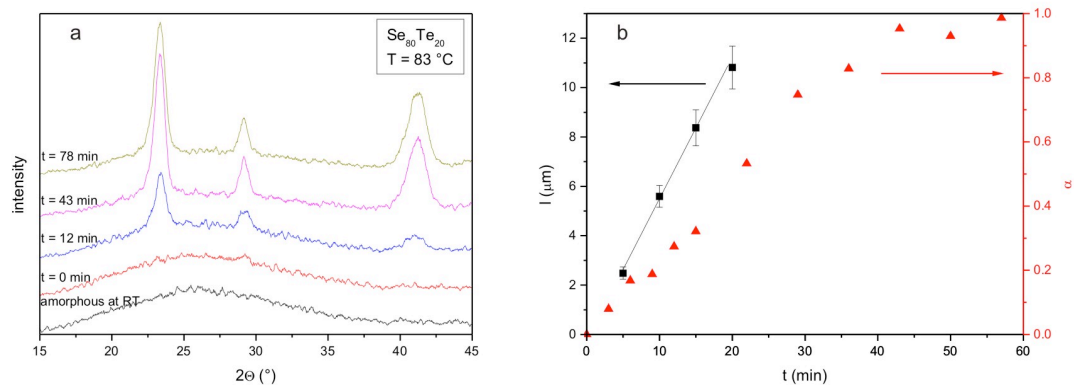 a
Se80Te20
T = 83 °C
t = 78 min
t = 43 min
t = 12 min
t = 0 min
amorphous at RT
intensity
15 20 25 30 35 40 45
2Θ (°)
b
12
10
8
6
4
2
0
l (μm)
0 10 20 30 40 50 60
t (min)
1.0
0.8
0.6
0.4
0.2
0.0
α